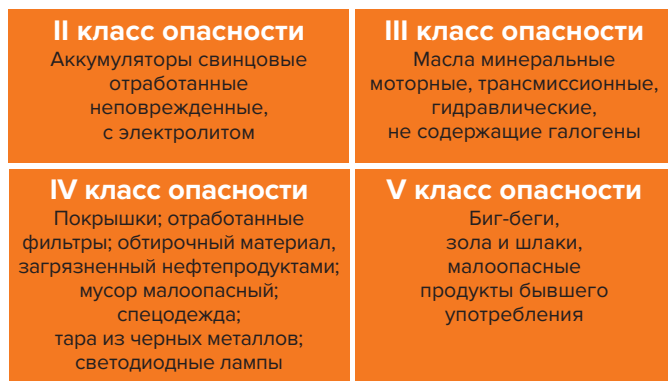 II класс опасности
Аккумуляторы свинцовые
отработанные
неповрежденные,
с электролитом
III класс опасности
Масла минеральные
моторные, трансмиссионные,
гидравлические,
не содержащие галогены
IV класс опасности
Покрышки; отработанные
фильтры; обтирочный материал,
загрязненный нефтепродуктами;
мусор малоопасный;
спецодежда;
тара из черных металлов;
светодиодные лампы
V класс опасности
Биг-беги,
зола и шлаки,
малоопасные
продукты бывшего
употребления